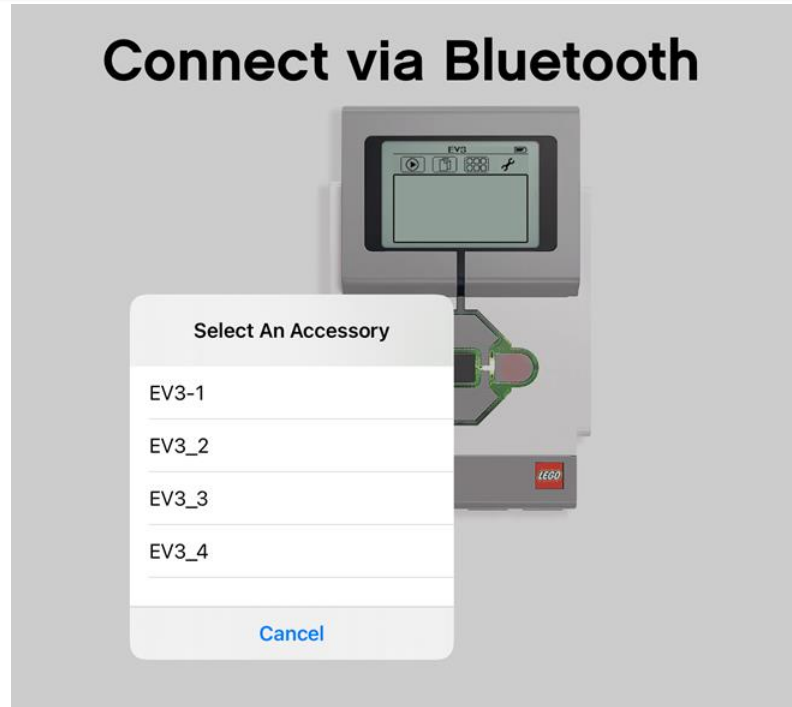 Connect via Bluetooth
EV3
Select An Accessory
EV3-1
EV3_2
EV3_3
EV3_4
LEGO
Cancel